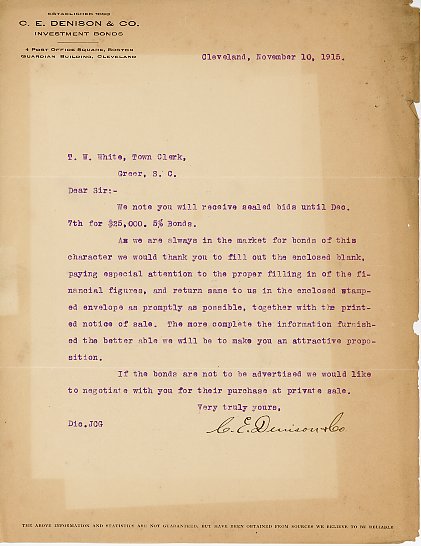 C. E. DENISON & CO.
INVESTMENT BONDS
4 POST OFFICE SQUARE, BOSTON
GUARDIAN BUILDING, CLEVELAND
Cleveland, November 10, 1915.
T. W. White, Town Clerk,
Greer, S. C.
Dear Sir:-
We note you will receive sealed bids until Dec.
7th for $25,000. 5% Bonds.
As we are always in the market for bonds of this
character we would thank you to fill out the enclosed blank,
paying especial attention to the proper filling in of the fi-
nancial figures, and return same to us in the enclosed stamp-
ed envelope as promptly as possible, together with the print-
ed notice of sale. The more complete the information furnish-
ed the better able we will be to make you an attractive propo-
sition.
If the bonds are not to be advertised we would like
to negotiate with you for their purchase at private sale.
Very truly yours,
Dic.JCG
C. E. Denison & Co.
THE ABOVE INFORMATION AND STATISTICS ARE NOT GUARANTEED, BUT HAVE BEEN OBTAINED FROM SOURCES WE BELIEVE TO BE RELIABLE